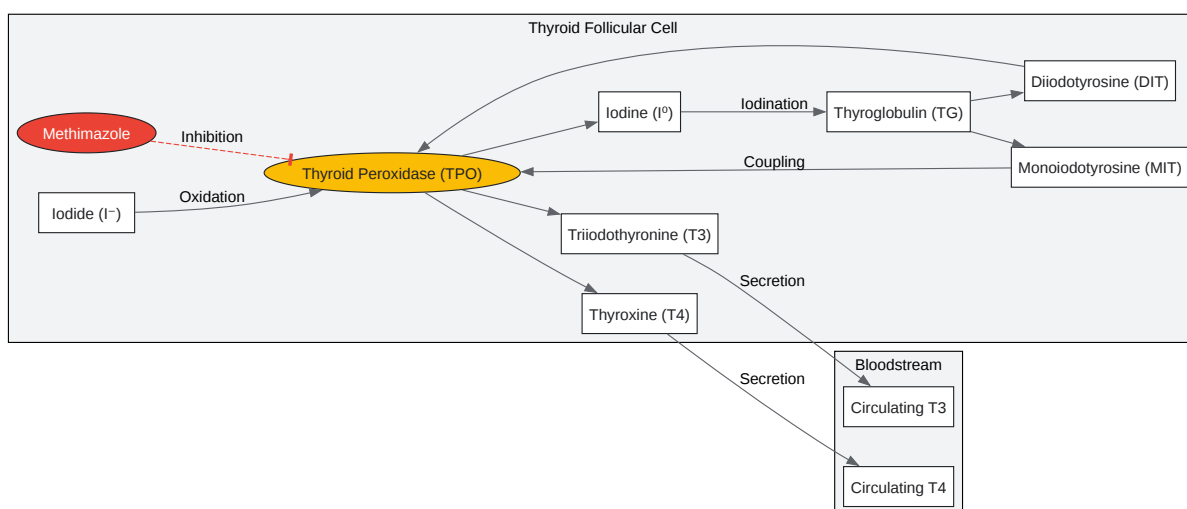 Thyroid Follicular Cell
Diiodotyrosine (DIT)
Methimazole
Inhibition
Iodine (I⁰)
Iodination
Thyroglobulin (TG)
Thyroid Peroxidase (TPO)
Coupling
Monoiodotyrosine (MIT)
Iodide (I⁻)
Oxidation
Triiodothyronine (T3)
Secretion
Thyroxine (T4)
Bloodstream
Secretion
Circulating T3
Circulating T4